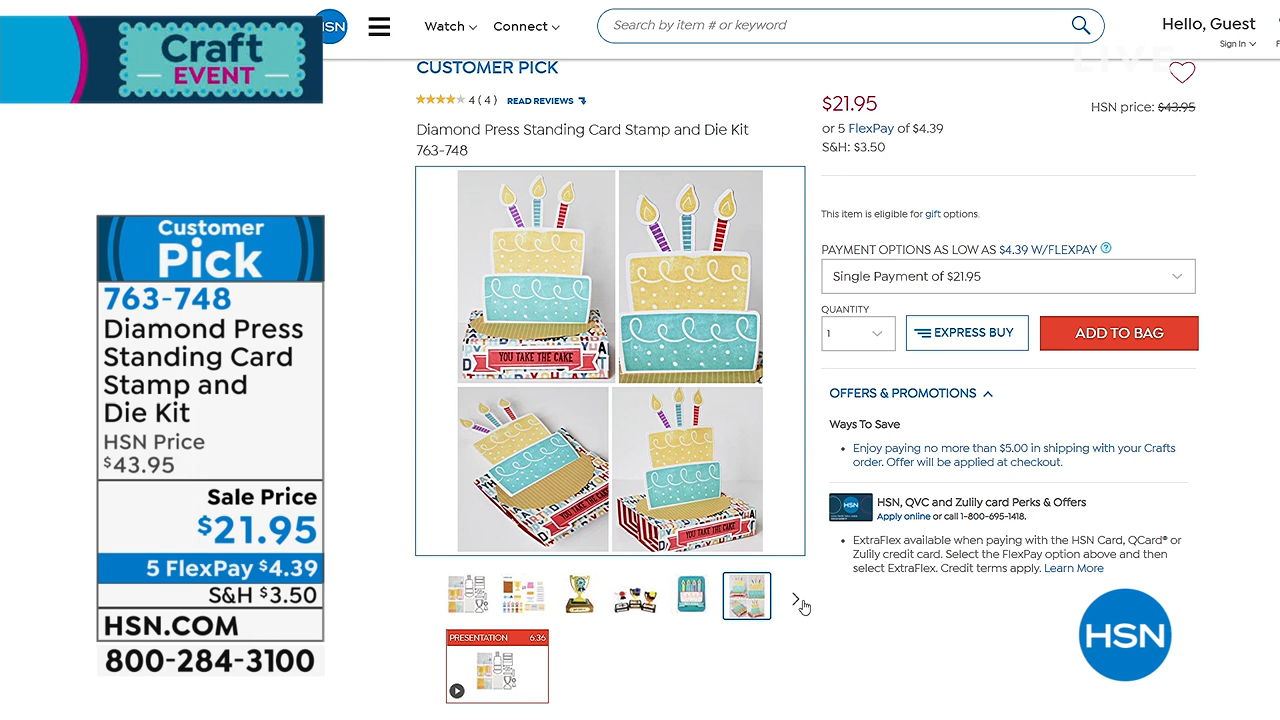 Craft
EVENT
HSN
Watch
Connect
Search by item # or keyword
Hello, Guest
Sign In
LIVE
Customer
Pick
763-748
Diamond Press
Standing Card
Stamp and
Die Kit
HSN Price
$43.95
Sale Price
$21.95
5 FlexPay $4.39
S&H $3.50
HSN.COM
800-284-3100
CUSTOMER PICK
4 (4) READ REVIEWS
Diamond Press Standing Card Stamp and Die Kit
763-748
YOU TAKE THE CAKE
YOU TAKE THE CAKE
YOU TAKE THE CAKE
PRESENTATION 6:36
$21.95
HSN price: $43.95
or 5 FlexPay of $4.39
S&H: $3.50
This item is eligible for gift options.
PAYMENT OPTIONS AS LOW AS $4.39 W/FLEXPAY ?
Single Payment of $21.95
QUANTITY
1
EXPRESS BUY
ADD TO BAG
OFFERS & PROMOTIONS
Ways To Save
• Enjoy paying no more than $5.00 in shipping with your Crafts
order. Offer will be applied at checkout.
HSN
HSN, QVC and Zulily card Perks & Offers
Apply online or call 1-800-695-1418.
• ExtraFlex available when paying with the HSN Card, QCard® or
Zulily credit card. Select the FlexPay option above and then
select ExtraFlex. Credit terms apply. Learn More
HSN